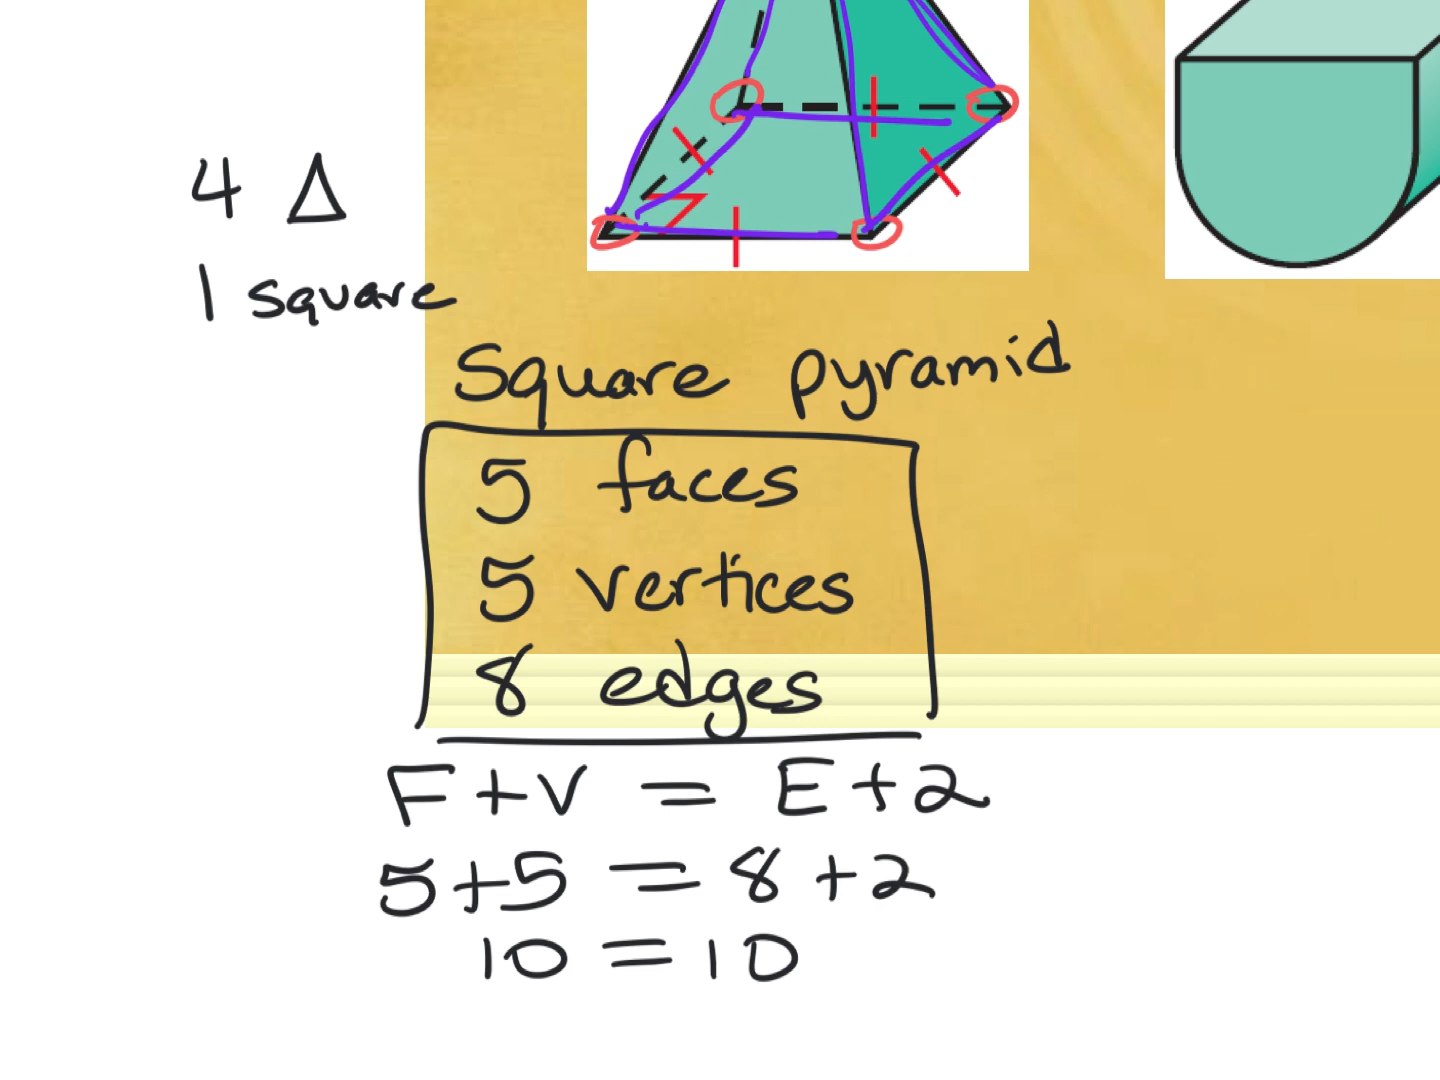 4 △
1 square
Square pyramid
5 faces
5 vertices
8 edges
F+V = E+2
5+5 = 8+2
10 = 10